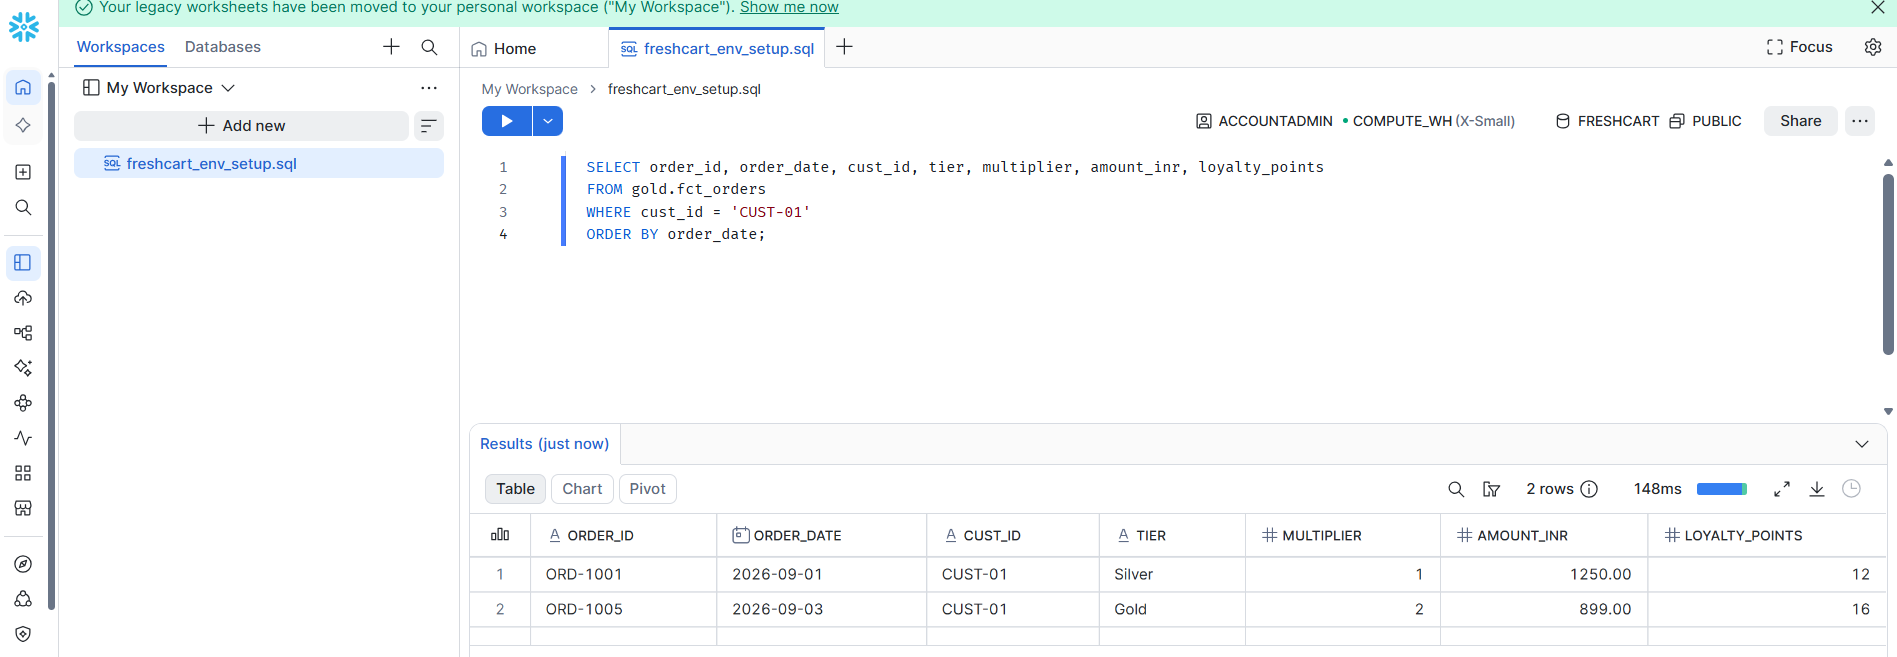 Your legacy worksheets have been moved to your personal workspace ("My Workspace"). Show me now
Workspaces Databases
Home
SQL freshcart_env_setup.sql
Focus
My Workspace
My Workspace > freshcart_env_setup.sql
Add new
ACCOUNTADMIN COMPUTE_WH (X-Small) FRESHCART PUBLIC Share
SQL freshcart_env_setup.sql
1 SELECT order_id, order_date, cust_id, tier, multiplier, amount_inr, loyalty_points
2 FROM gold.fct_orders
3 WHERE cust_id = 'CUST-01'
4 ORDER BY order_date;
Results (just now)
Table Chart Pivot 2 rows 148ms
ORDER_ID ORDER_DATE CUST_ID TIER MULTIPLIER AMOUNT_INR LOYALTY_POINTS
1 ORD-1001 2026-09-01 CUST-01 Silver 1 1250.00 12
2 ORD-1005 2026-09-03 CUST-01 Gold 2 899.00 16